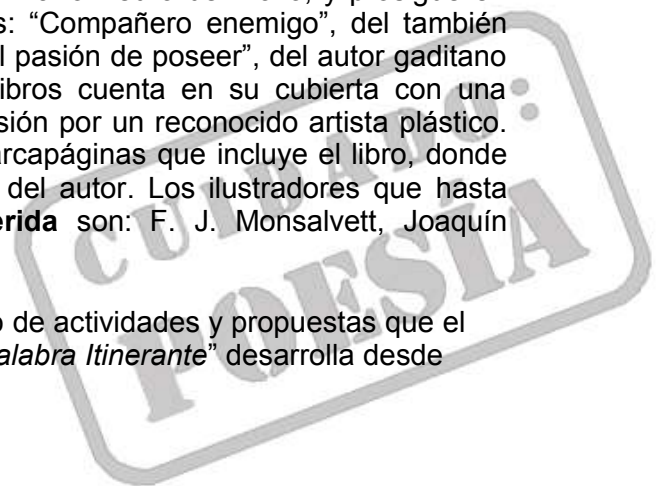 s: “Compañero enemigo”, del también
l pasión de poseer”, del autor gaditano
ibros cuenta en su cubierta con una
sión por un reconocido artista plástico.
arcapáginas que incluye el libro, donde
del autor. Los ilustradores que hasta
erida son: F. J. Monsalvett, Joaquín
o de actividades y propuestas que el
alabra Itinerante” desarrolla desde
CUIDADO:
POESÍA